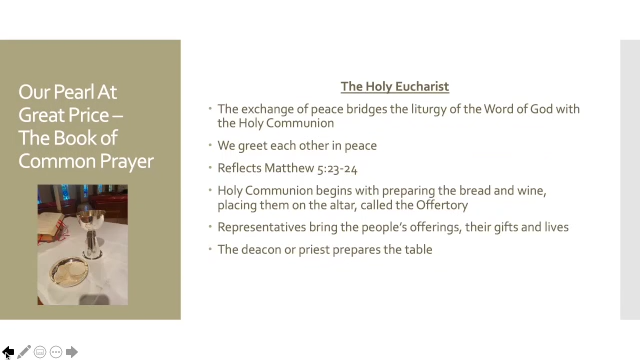 Our Pearl At
Great Price –
The Book of
Common Prayer
The Holy Eucharist
• The exchange of peace bridges the liturgy of the Word of God with
the Holy Communion
• We greet each other in peace
• Reflects Matthew 5:23-24
• Holy Communion begins with preparing the bread and wine,
placing them on the altar, called the Offertory
• Representatives bring the people's offerings, their gifts and lives
• The deacon or priest prepares the table